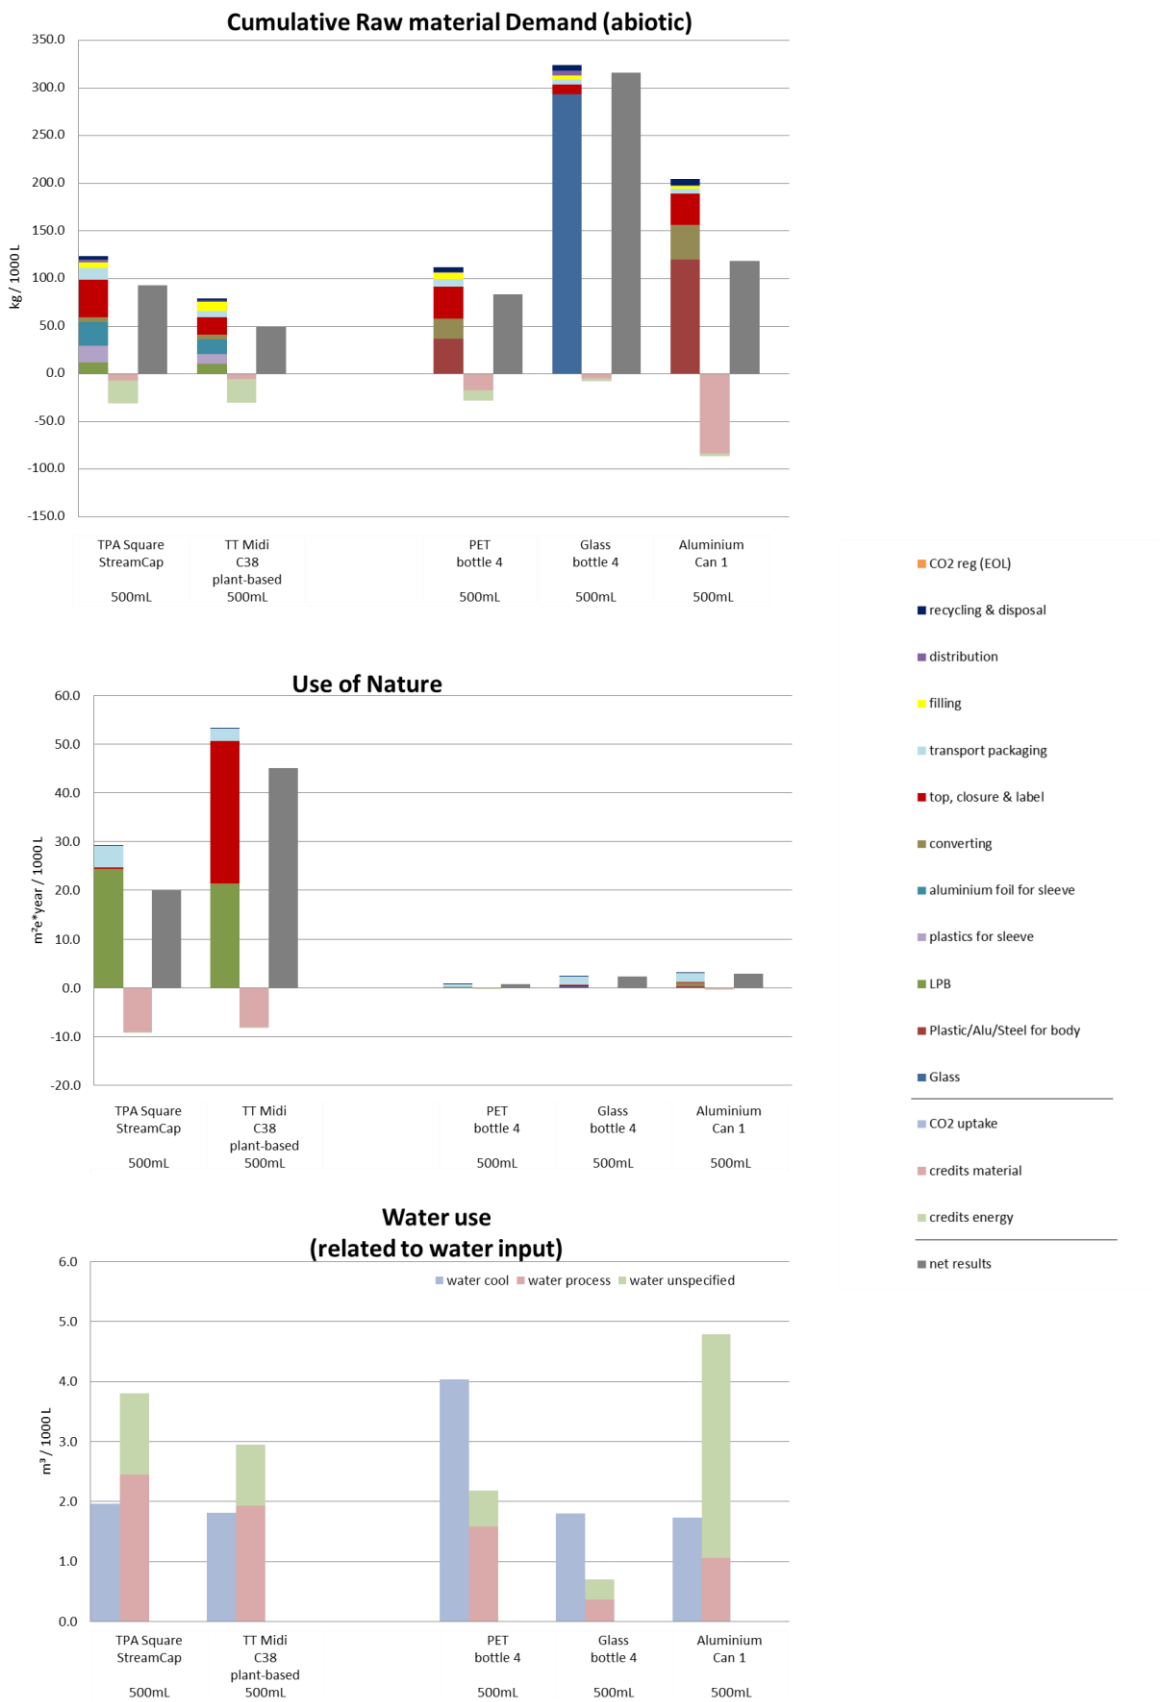 Cumulative Raw material Demand (abiotic)
350.0
300.0
250.0
200.0
150.0
100.0
50.0
0.0
-50.0
-100.0
-150.0
kg / 1000 L
TPA Square
StreamCap
500mL
TT Midi
C38
plant-based
500mL
PET
bottle 4
500mL
Glass
bottle 4
500mL
Aluminium
Can 1
500mL
Use of Nature
60.0
50.0
40.0
30.0
20.0
10.0
0.0
-10.0
-20.0
m²e*year / 1000 L
TPA Square
StreamCap
500mL
TT Midi
C38
plant-based
500mL
PET
bottle 4
500mL
Glass
bottle 4
500mL
Aluminium
Can 1
500mL
Water use
(related to water input)
water cool
water process
water unspecified
6.0
5.0
4.0
3.0
2.0
1.0
0.0
m³ / 1000 L
TPA Square
StreamCap
500mL
TT Midi
C38
plant-based
500mL
PET
bottle 4
500mL
Glass
bottle 4
500mL
Aluminium
Can 1
500mL
CO2 reg (EOL)
recycling & disposal
distribution
filling
transport packaging
top, closure & label
converting
aluminium foil for sleeve
plastics for sleeve
LPB
Plastic/Alu/Steel for body
Glass
CO2 uptake
credits material
credits energy
net results